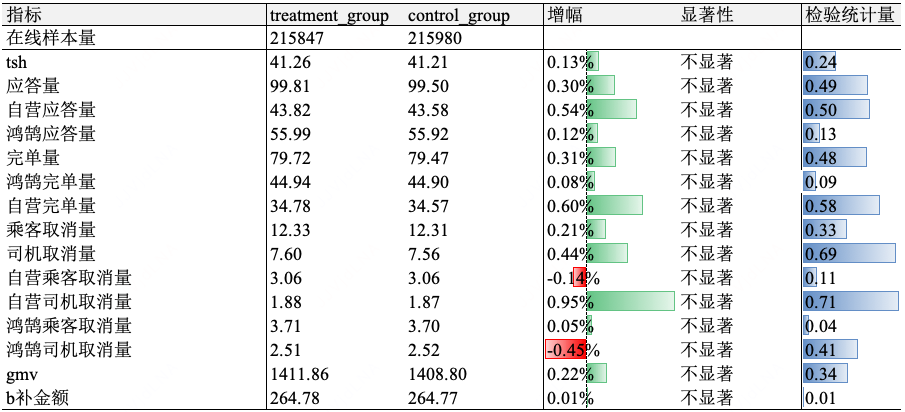 指标 treatment_group control_group 增幅 显著性 检验统计量
在线样本量 215847 215980
tsh 41.26 41.21 0.13% 不显著 0.24
应答量 99.81 99.50 0.30% 不显著 0.49
自营应答量 43.82 43.58 0.54% 不显著 0.50
鸿鹄应答量 55.99 55.92 0.12% 不显著 0.13
完单量 79.72 79.47 0.31% 不显著 0.48
鸿鹄完单量 44.94 44.90 0.08% 不显著 0.09
自营完单量 34.78 34.57 0.60% 不显著 0.58
乘客取消量 12.33 12.31 0.21% 不显著 0.33
司机取消量 7.60 7.56 0.44% 不显著 0.69
自营乘客取消量 3.06 3.06 -0.14% 不显著 0.11
自营司机取消量 1.88 1.87 0.95% 不显著 0.71
鸿鹄乘客取消量 3.71 3.70 0.05% 不显著 0.04
鸿鹄司机取消量 2.51 2.52 -0.45% 不显著 0.41
gmv 1411.86 1408.80 0.22% 不显著 0.34
b补金额 264.78 264.77 0.01% 不显著 0.01